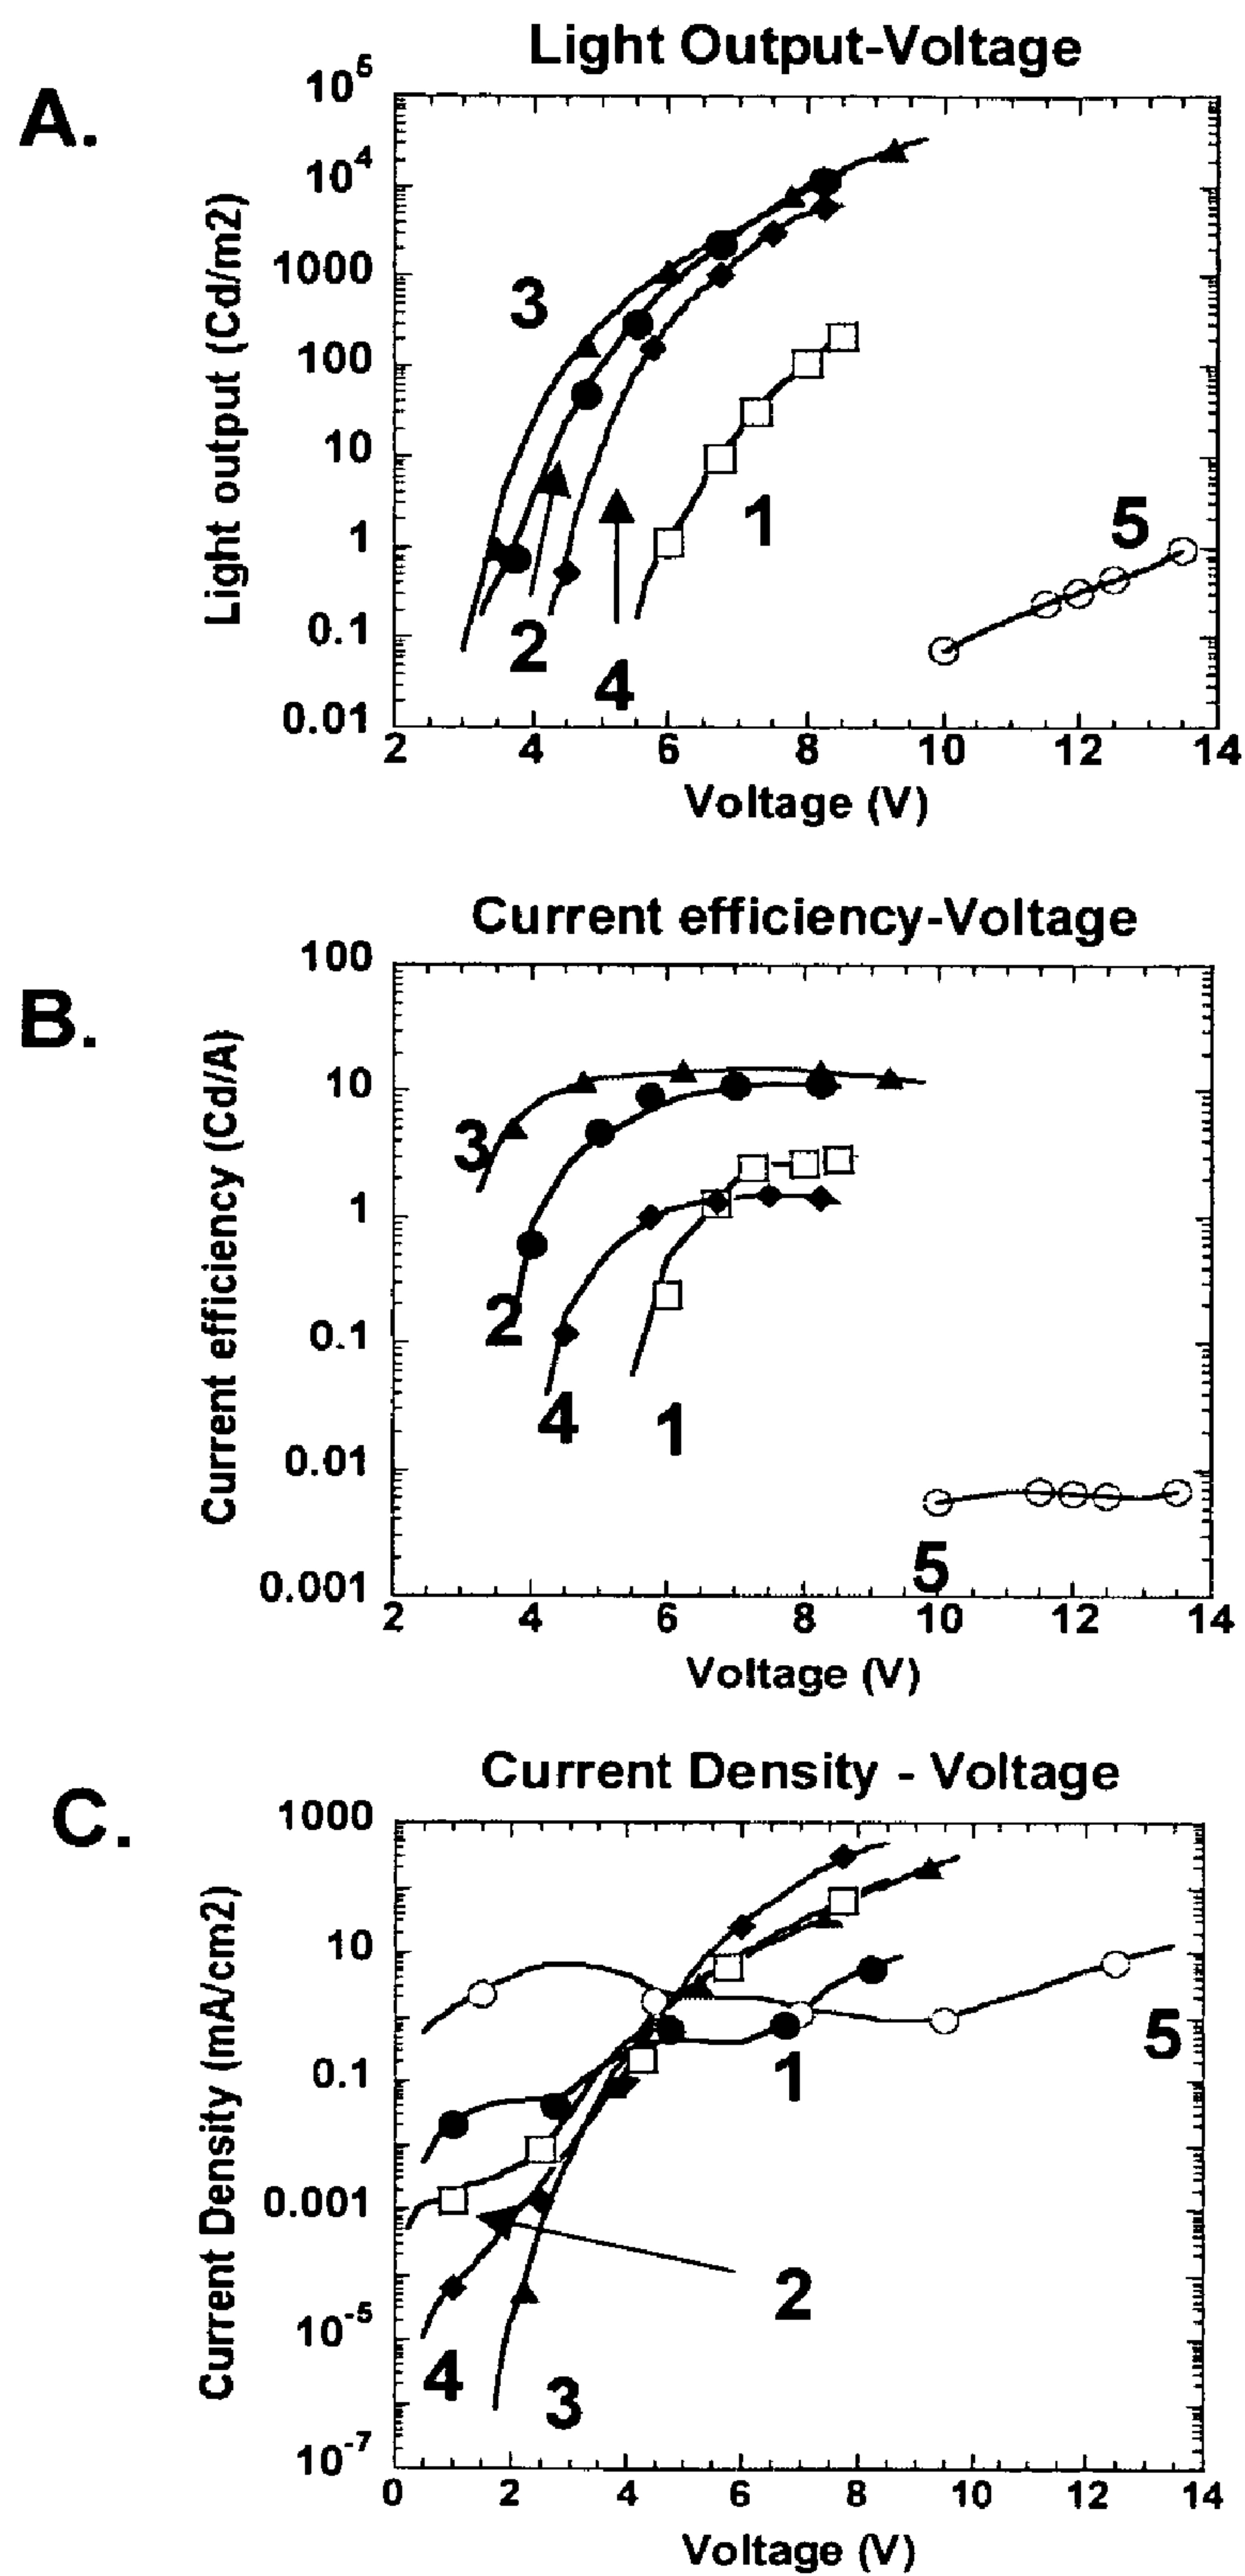 A.
Light Output-Voltage
10^5
10^4
1000
100
10
1
0.1
0.01
Light output (Cd/m2)
3
2
4
1
5
2 4 6 8 10 12 14
Voltage (V)
B.
Current efficiency-Voltage
100
10
1
0.1
0.01
0.001
Current efficiency (Cd/A)
3
2
4
1
5
2 4 6 8 10 12 14
Voltage (V)
C.
Current Density - Voltage
1000
10
0.1
0.001
10^-5
10^-7
Current Density (mA/cm2)
1
5
2
4
3
0 2 4 6 8 10 12 14
Voltage (V)